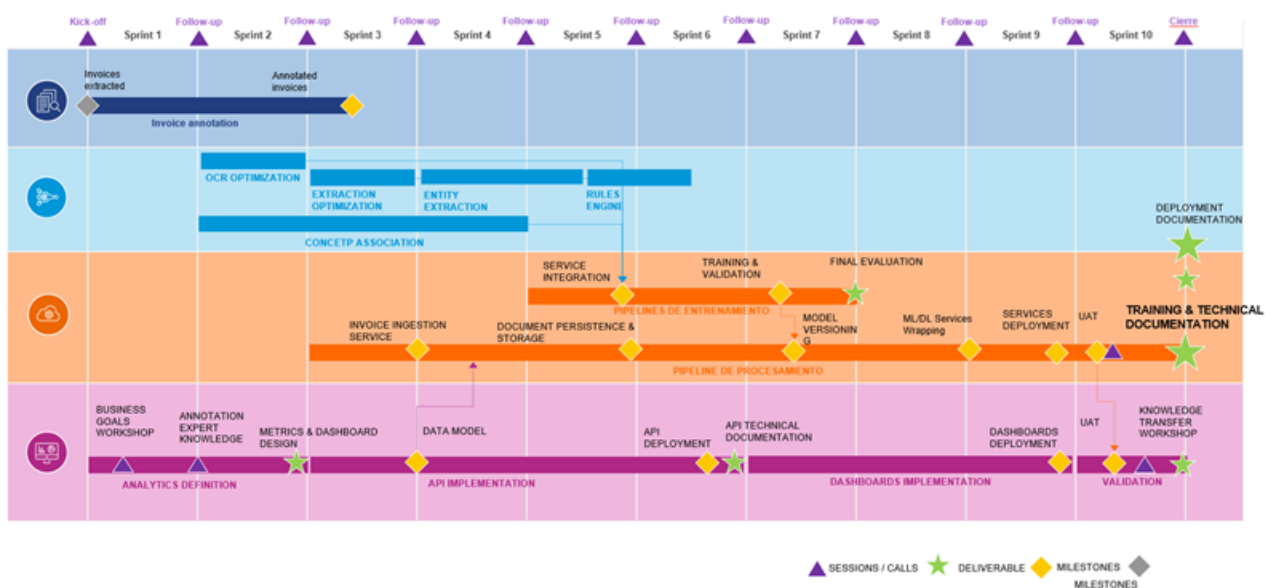 Kick-off
Follow-up
Follow-up
Follow-up
Follow-up
Follow-up
Follow-up
Follow-up
Follow-up
Follow-up
Cierre
Sprint 1
Sprint 2
Sprint 3
Sprint 4
Sprint 5
Sprint 6
Sprint 7
Sprint 8
Sprint 9
Sprint 10
Invoices
extracted
Annotated
invoices
Invoice annotation
OCR OPTIMIZATION
EXTRACTION
OPTIMIZATION
ENTITY
EXTRACTION
RULES
ENGINE
CONCETP ASSOCIATION
DEPLOYMENT
DOCUMENTATION
SERVICE
INTEGRATION
TRAINING &
VALIDATION
FINAL EVALUATION
PIPELINES DE ENTRENAMIENTO
INVOICE INGESTION
SERVICE
DOCUMENT PERSISTENCE &
STORAGE
MODEL
VERSIONIN
G
ML/DL Services
Wrapping
SERVICES
DEPLOYMENT
UAT
TRAINING & TECHNICAL
DOCUMENTATION
PIPELINE DE PROCESAMIENTO
BUSINESS
GOALS
WORKSHOP
ANNOTATION
EXPERT
KNOWLEDGE
METRICS & DASHBOARD
DESIGN
DATA MODEL
API
DEPLOYMENT
API TECHNICAL
DOCUMENTATION
DASHBOARDS
DEPLOYMENT
UAT
KNOWLEDGE
TRANSFER
WORKSHOP
ANALYTICS DEFINITION
API IMPLEMENTATION
DASHBOARDS IMPLEMENTATION
VALIDATION
SESSIONS / CALLS
DELIVERABLE
MILESTONES
MILESTONES